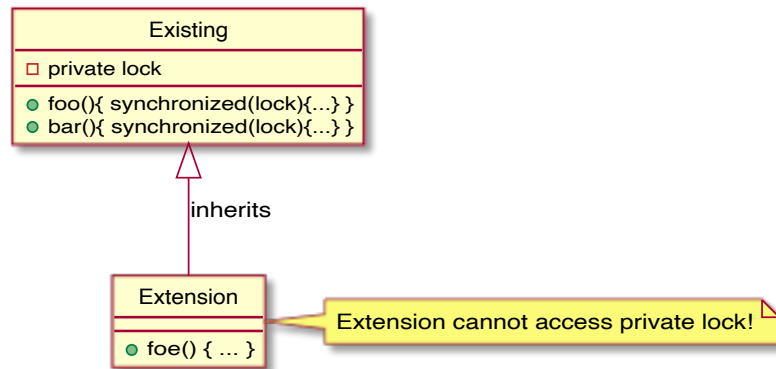 Existing
private lock
foo(){ synchronized(lock){...} }
bar(){ synchronized(lock){...} }
inherits
Extension
foe() { ... }
Extension cannot access private lock!